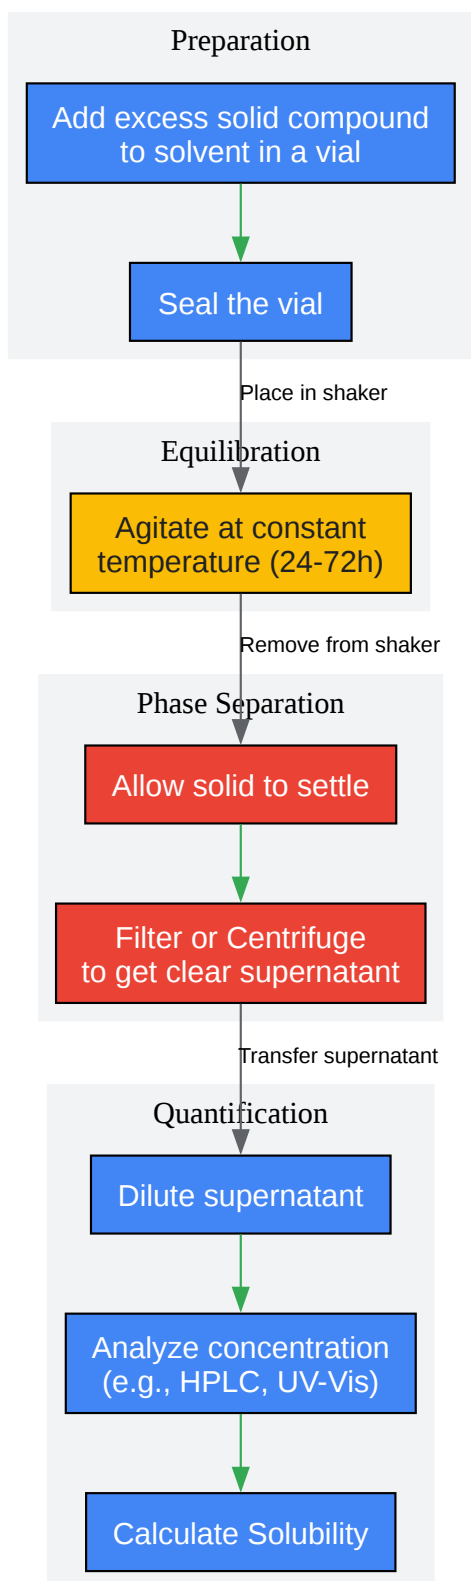 Preparation
Add excess solid compound
to solvent in a vial
Seal the vial
Place in shaker
Equilibration
Agitate at constant
temperature (24-72h)
Remove from shaker
Phase Separation
Allow solid to settle
Filter or Centrifuge
to get clear supernatant
Transfer supernatant
Quantification
Dilute supernatant
Analyze concentration
(e.g., HPLC, UV-Vis)
Calculate Solubility